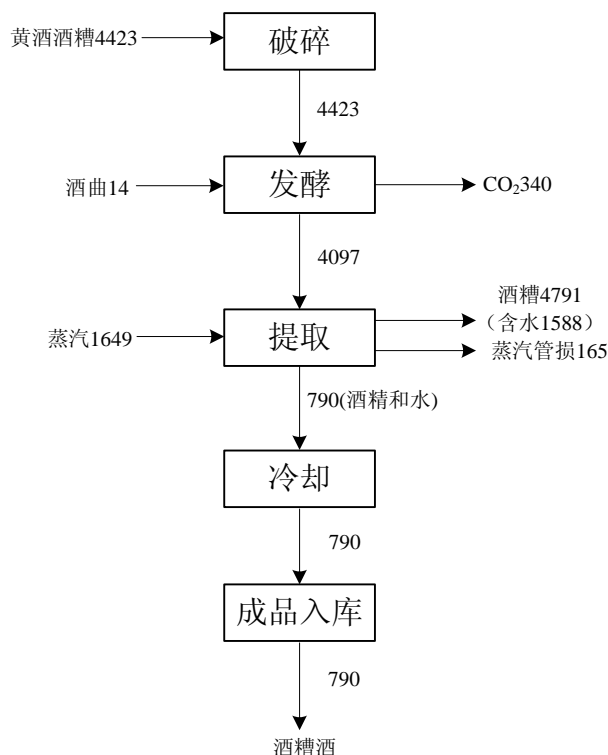 黄酒酒糟4423
破碎
4423
酒曲14
发酵
CO₂340
4097
蒸汽1649
提取
酒糟4791
（含水1588）
蒸汽管损165
790(酒精和水)
冷却
790
成品入库
790
酒糟酒